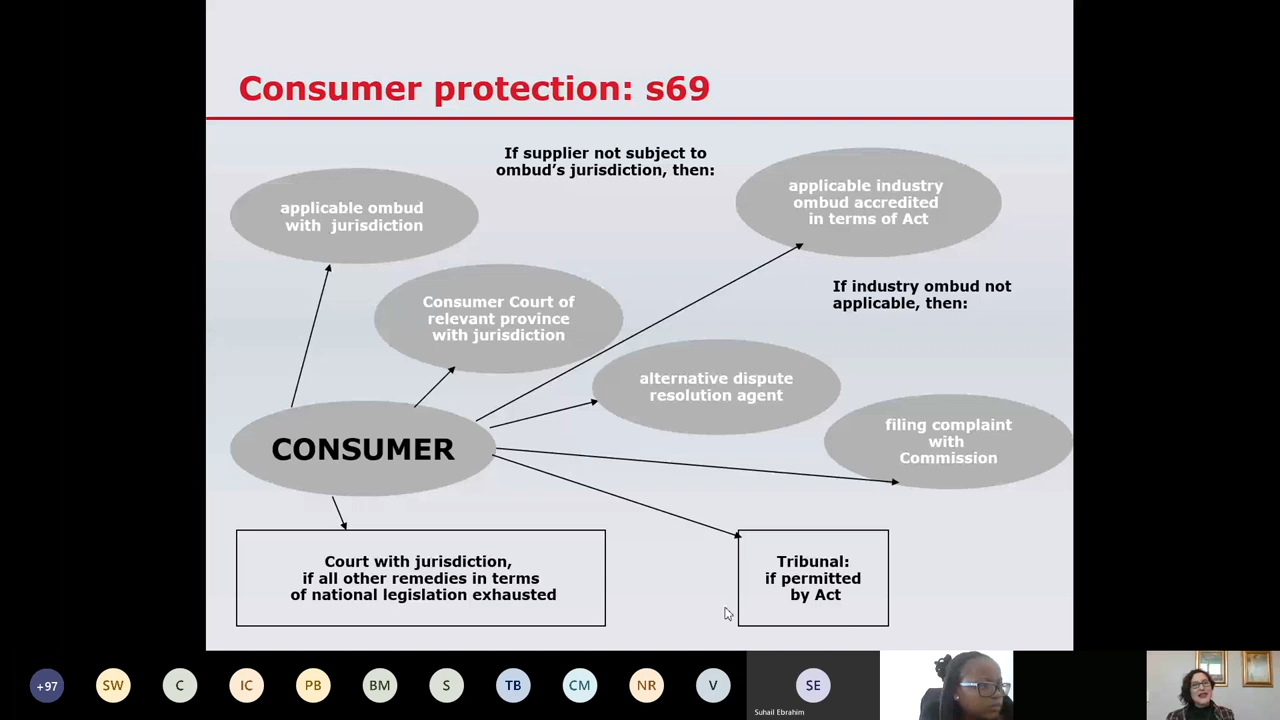 Consumer protection: s69
If supplier not subject to
ombud's jurisdiction, then:
applicable ombud
with jurisdiction
applicable industry
ombud accredited
in terms of Act
If industry ombud not
applicable, then:
Consumer Court of
relevant province
with jurisdiction
alternative dispute
resolution agent
filing complaint
with
Commission
CONSUMER
Court with jurisdiction,
if all other remedies in terms
of national legislation exhausted
Tribunal:
if permitted
by Act
+97
SW
C
IC
PB
BM
S
TB
CM
NR
V
SE
Suhail Ebrahim